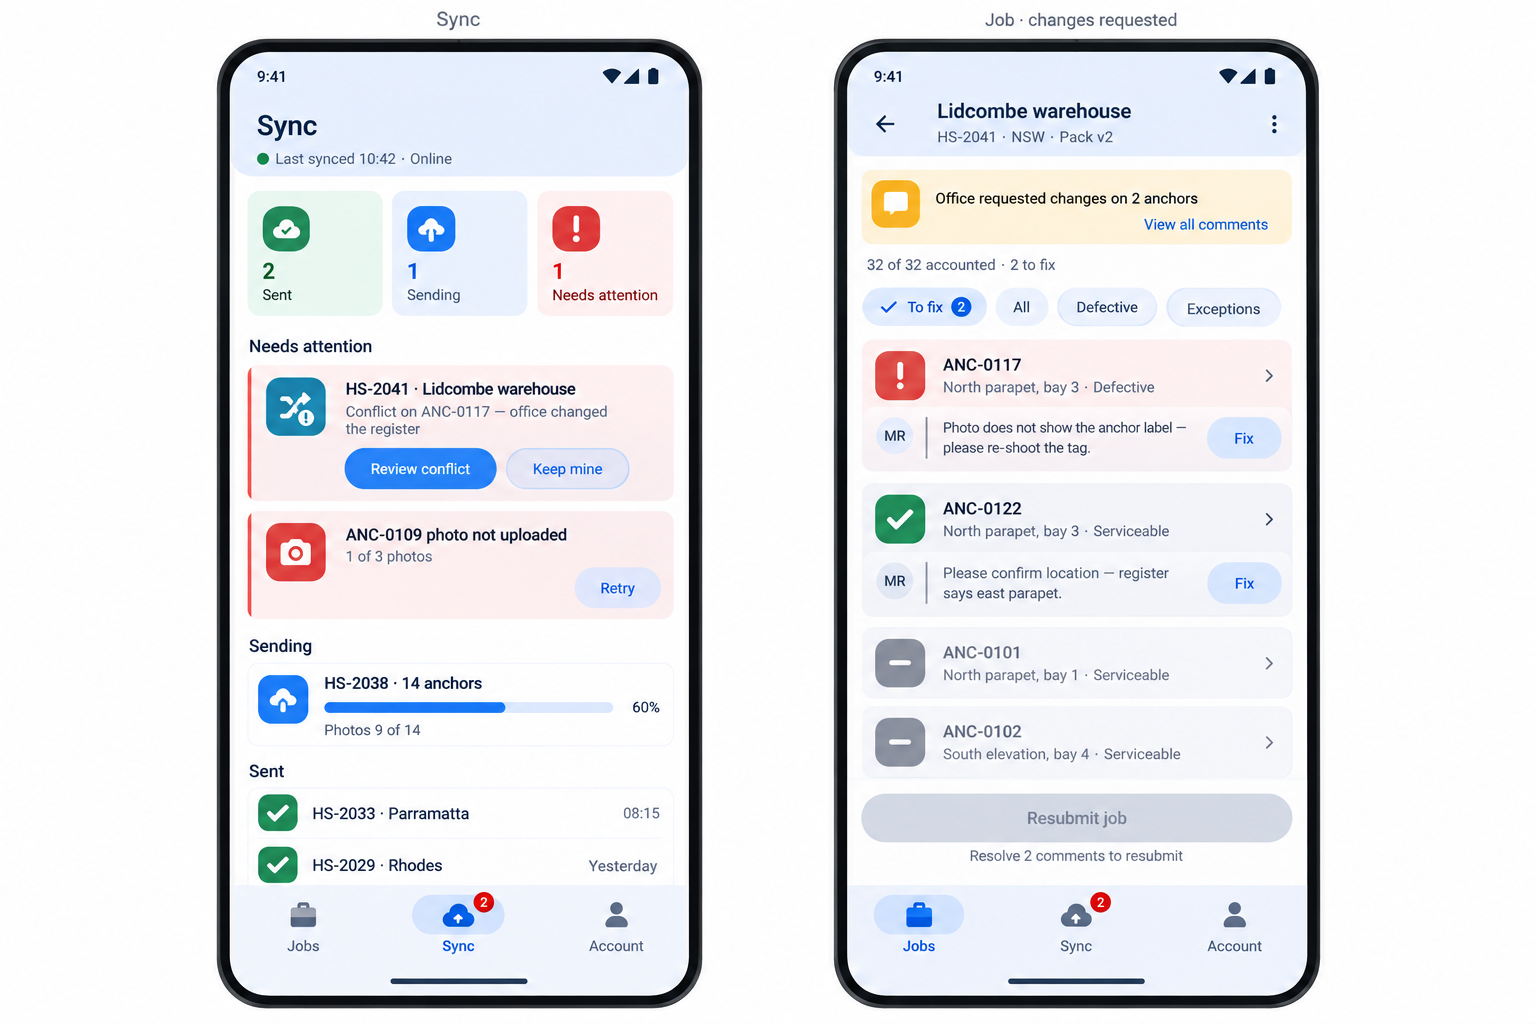 Sync
9:41
Sync
Last synced 10:42 · Online
2
Sent
1
Sending
1
Needs attention
Needs attention
HS-2041 · Lidcombe warehouse
Conflict on ANC-0117 — office changed
the register
Review conflict
Keep mine
ANC-0109 photo not uploaded
1 of 3 photos
Retry
Sending
HS-2038 · 14 anchors
60%
Photos 9 of 14
Sent
HS-2033 · Parramatta
08:15
HS-2029 · Rhodes
Yesterday
2
Jobs
Sync
Account
Job · changes requested
9:41
Lidcombe warehouse
HS-2041 · NSW · Pack v2
Office requested changes on 2 anchors
View all comments
32 of 32 accounted · 2 to fix
To fix 2
All
Defective
Exceptions
ANC-0117
North parapet, bay 3 · Defective
MR
Photo does not show the anchor label —
please re-shoot the tag.
Fix
ANC-0122
North parapet, bay 3 · Serviceable
MR
Please confirm location — register
says east parapet.
Fix
ANC-0101
North parapet, bay 1 · Serviceable
ANC-0102
South elevation, bay 4 · Serviceable
Resubmit job
Resolve 2 comments to resubmit
2
Jobs
Sync
Account